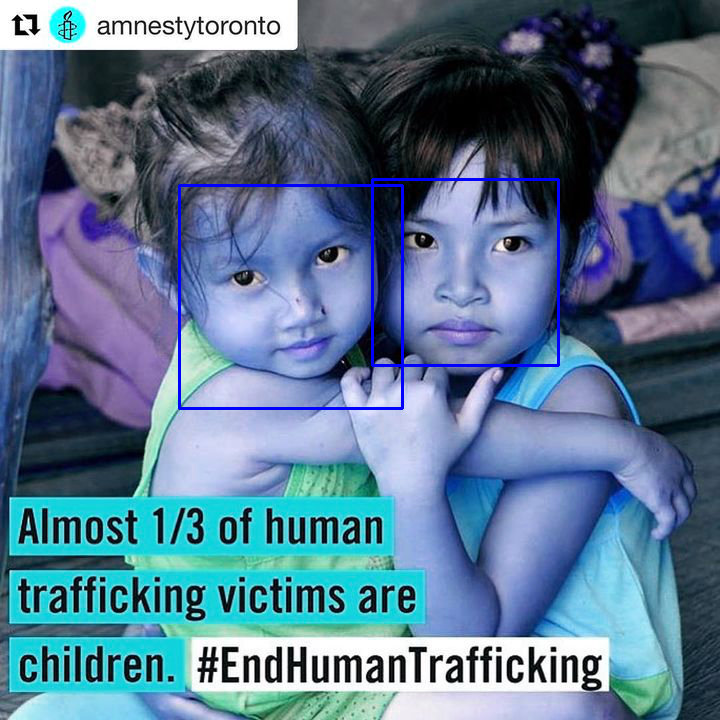 amnestytoronto
Almost 1/3 of human
trafficking victims are
children. #EndHumanTrafficking